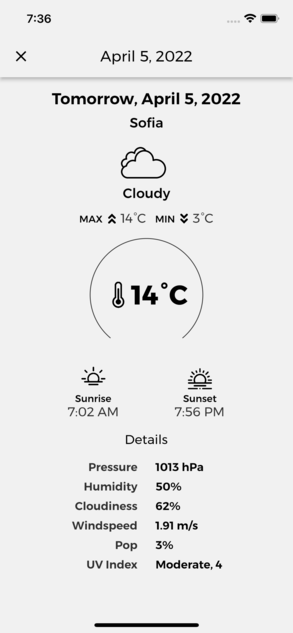 7:36
April 5, 2022
Tomorrow, April 5, 2022
Sofia
Cloudy
MAX 14°C MIN 3°C
14°C
Sunrise Sunset
7:02 AM 7:56 PM
Details
Pressure 1013 hPa
Humidity 50%
Cloudiness 62%
Windspeed 1.91 m/s
Pop 3%
UV Index Moderate, 4